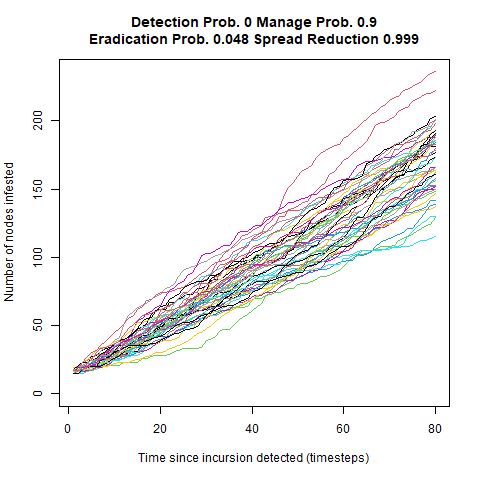 Detection Prob. 0 Manage Prob. 0.9
Eradication Prob. 0.048 Spread Reduction 0.999
Number of nodes infested
200
150
100
50
0
0 20 40 60 80
Time since incursion detected (timesteps)